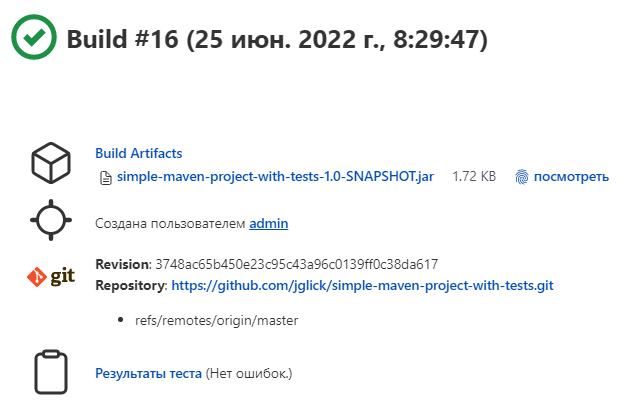 Build #16 (25 июн. 2022 г., 8:29:47)
Build Artifacts
simple-maven-project-with-tests-1.0-SNAPSHOT.jar 1.72 KB посмотреть
Создана пользователем admin
git
Revision: 3748ac65b450e23c95c43a96c0139ff0c38da617
Repository: https://github.com/jglick/simple-maven-project-with-tests.git
• refs/remotes/origin/master
Результаты теста (Нет ошибок.)